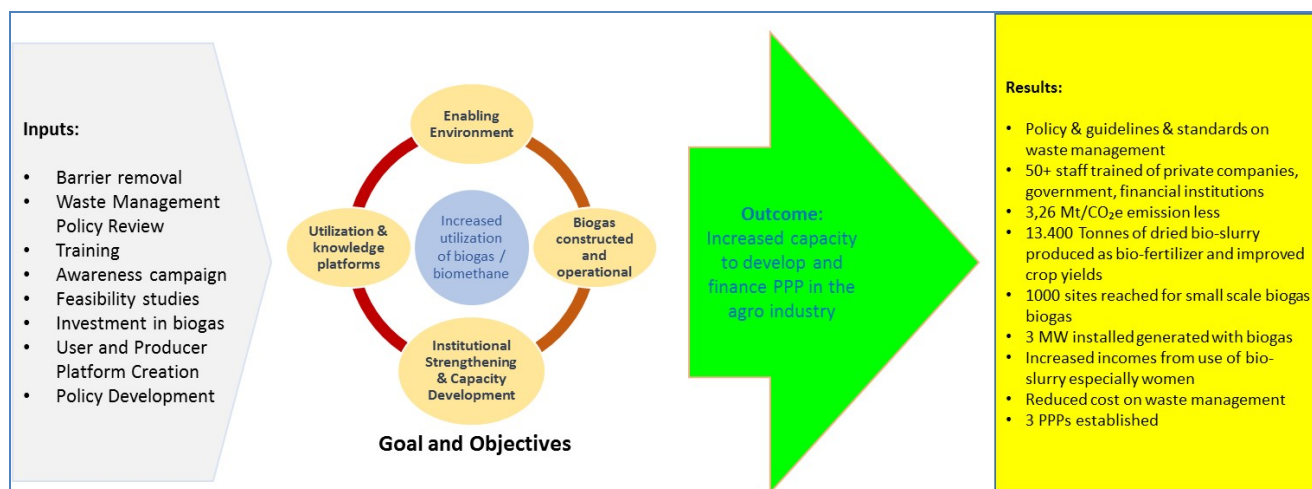 Inputs:
• Barrier removal
• Waste Management
Policy Review
• Training
• Awareness campaign
• Feasibility studies
• Investment in biogas
• User and Producer
Platform Creation
• Policy Development
Enabling
Environment
Utilization &
knowledge
platforms
Increased
utilization
of biogas /
biomethane
Biogas
constructed
and
operational
Institutional
Strengthening
& Capacity
Development
Goal and Objectives
Outcome:
Increased capacity
to develop and
finance PPP in the
agro industry
Results:
• Policy & guidelines & standards on
waste management
• 50+ staff trained of private companies,
government, financial institutions
• 3,26 Mt/CO₂e emission less
• 13.400 Tonnes of dried bio-slurry
produced as bio-fertilizer and improved
crop yields
• 1000 sites reached for small scale biogas
biogas
• 3 MW installed generated with biogas
• Increased incomes from use of bio-
slurry especially women
• Reduced cost on waste management
• 3 PPPs established